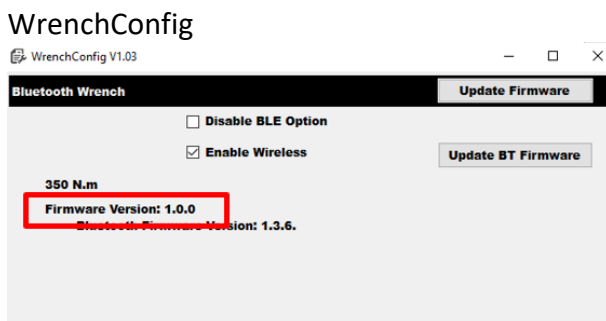 WrenchConfig
WrenchConfig V1.03
Bluetooth Wrench Update Firmware
Disable BLE Option
Enable Wireless Update BT Firmware
350 N.m
Firmware Version: 1.0.0
Bluetooth Firmware Version: 1.3.6.